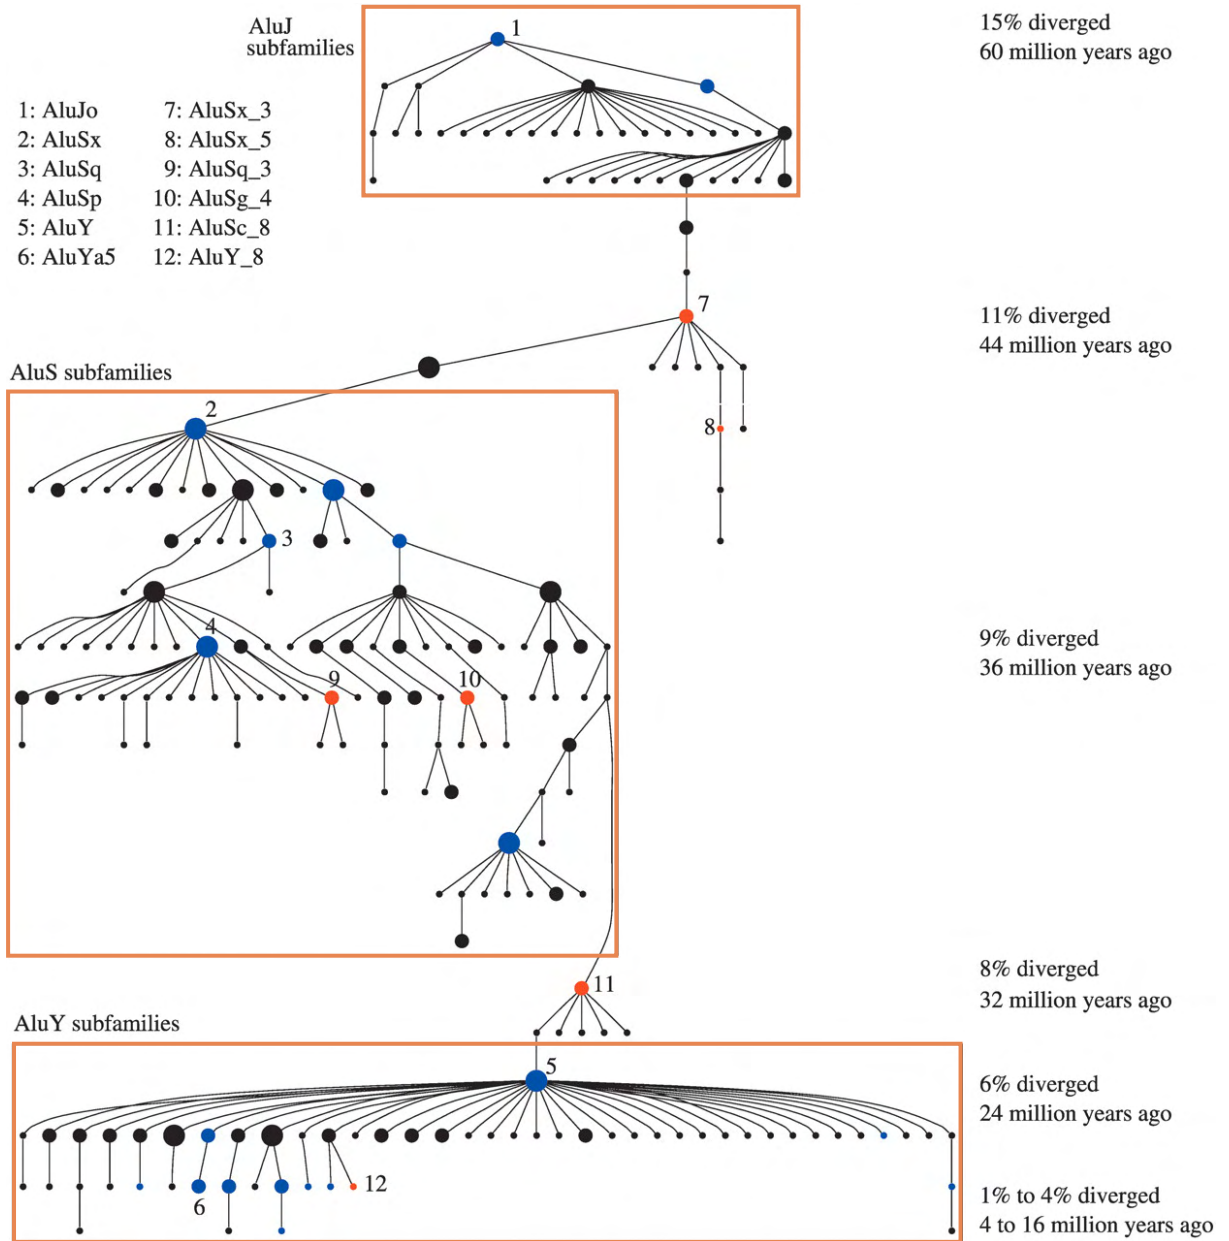 AluJ
subfamilies
1
15% diverged
60 million years ago
1: AluJo
7: AluSx_3
2: AluSx
8: AluSx_5
3: AluSq
9: AluSq_3
4: AluSp
10: AluSg_4
5: AluY
11: AluSc_8
6: AluYa5
12: AluY_8
7
11% diverged
44 million years ago
AluS subfamilies
2
8
3
4
9% diverged
36 million years ago
9
10
8% diverged
32 million years ago
11
AluY subfamilies
5
6% diverged
24 million years ago
12
6
1% to 4% diverged
4 to 16 million years ago